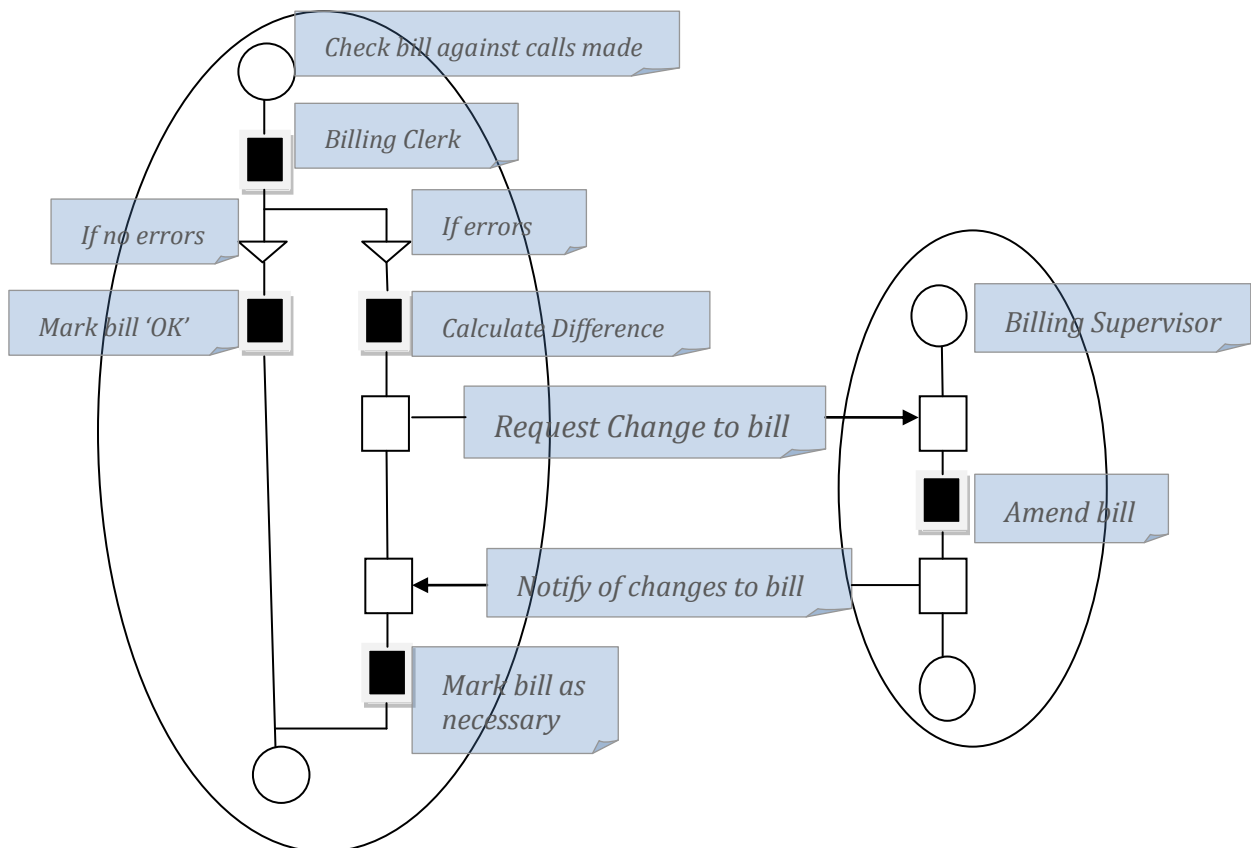 Check bill against calls made
Billing Clerk
If no errors
If errors
Mark bill ‘OK’
Calculate Difference
Billing Supervisor
Request Change to bill
Amend bill
Notify of changes to bill
Mark bill as
necessary